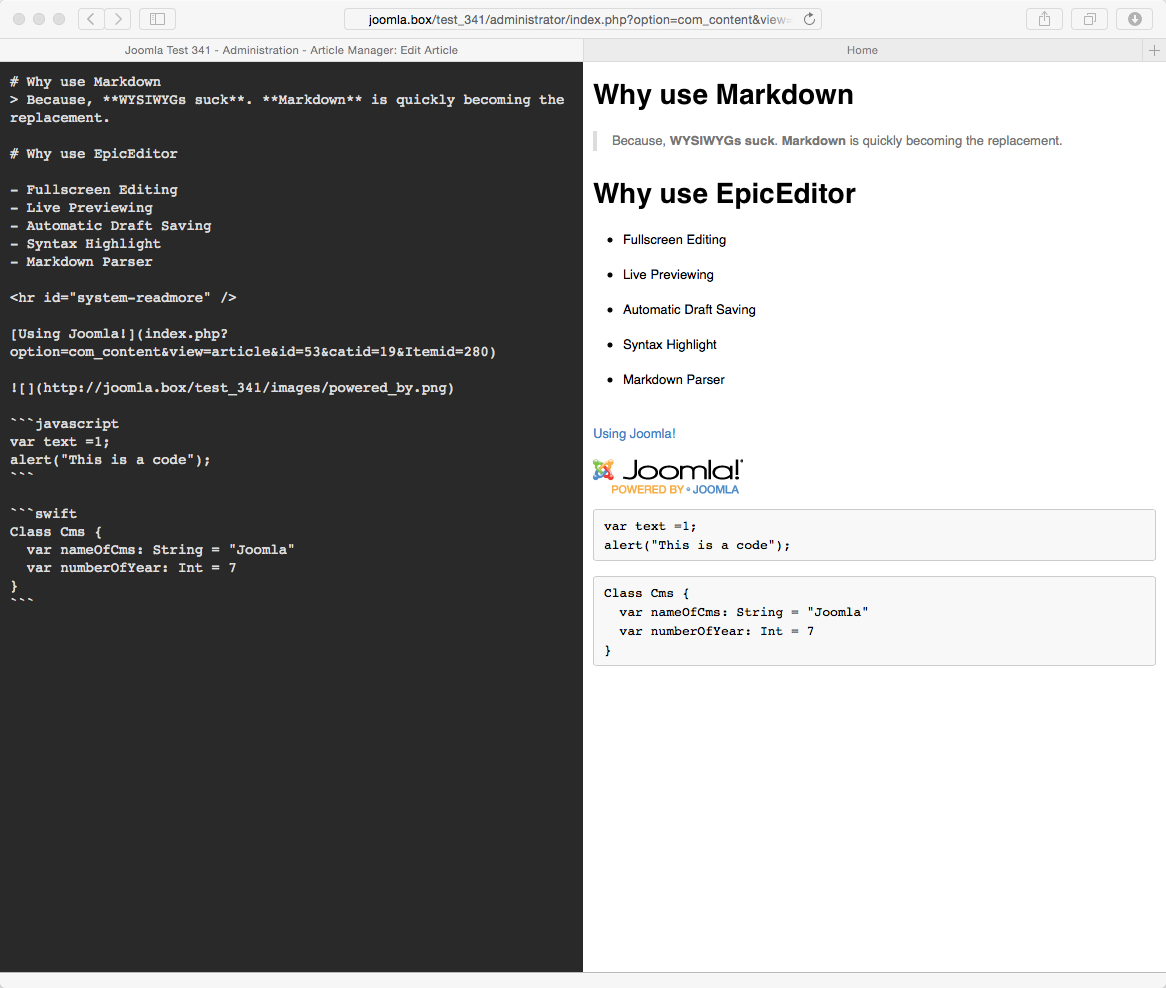 joomla.box/test_341/administrator/index.php?option=com_content&view=
Joomla Test 341 - Administration - Article Manager: Edit Article
Home
# Why use Markdown
> Because, **WYSIWYGs suck**. **Markdown** is quickly becoming the
replacement.
# Why use EpicEditor
- Fullscreen Editing
- Live Previewing
- Automatic Draft Saving
- Syntax Highlight
- Markdown Parser
<hr id="system-readmore" />
[Using Joomla!](index.php?
option=com_content&view=article&id=53&catid=19&Itemid=280)
![](http://joomla.box/test_341/images/powered_by.png)
```javascript
var text =1;
alert("This is a code");
```
```swift
Class Cms {
  var nameOfCms: String = "Joomla"
  var numberOfYear: Int = 7
}
```
Why use Markdown
Because, WYSIWYGs suck. Markdown is quickly becoming the replacement.
Why use EpicEditor
• Fullscreen Editing
• Live Previewing
• Automatic Draft Saving
• Syntax Highlight
• Markdown Parser
Using Joomla!
Joomla!
POWERED BY JOOMLA
var text =1;
alert("This is a code");
Class Cms {
  var nameOfCms: String = "Joomla"
  var numberOfYear: Int = 7
}